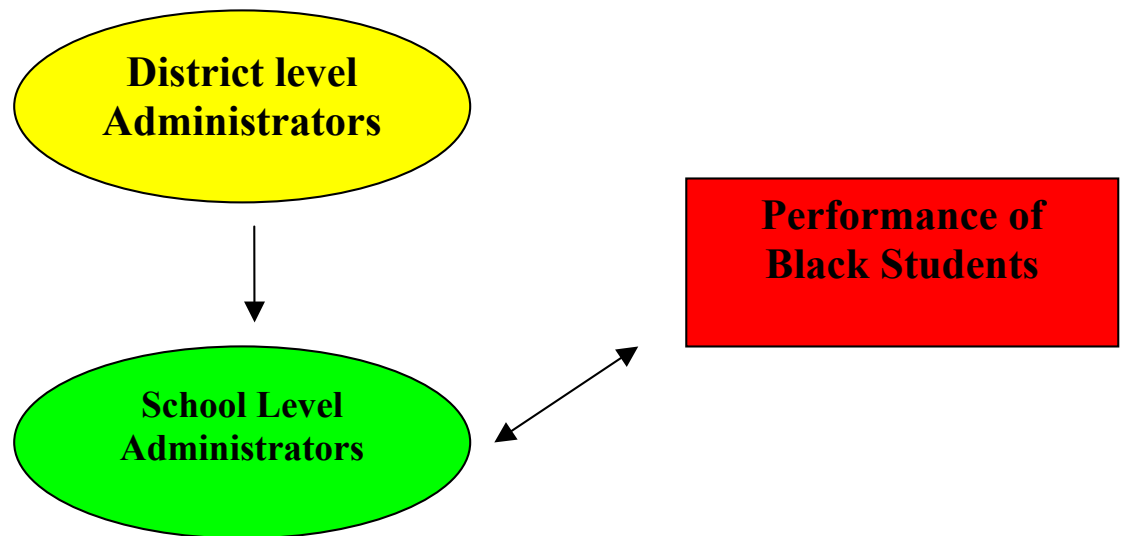 District level
Administrators
Performance of
Black Students
School Level
Administrators